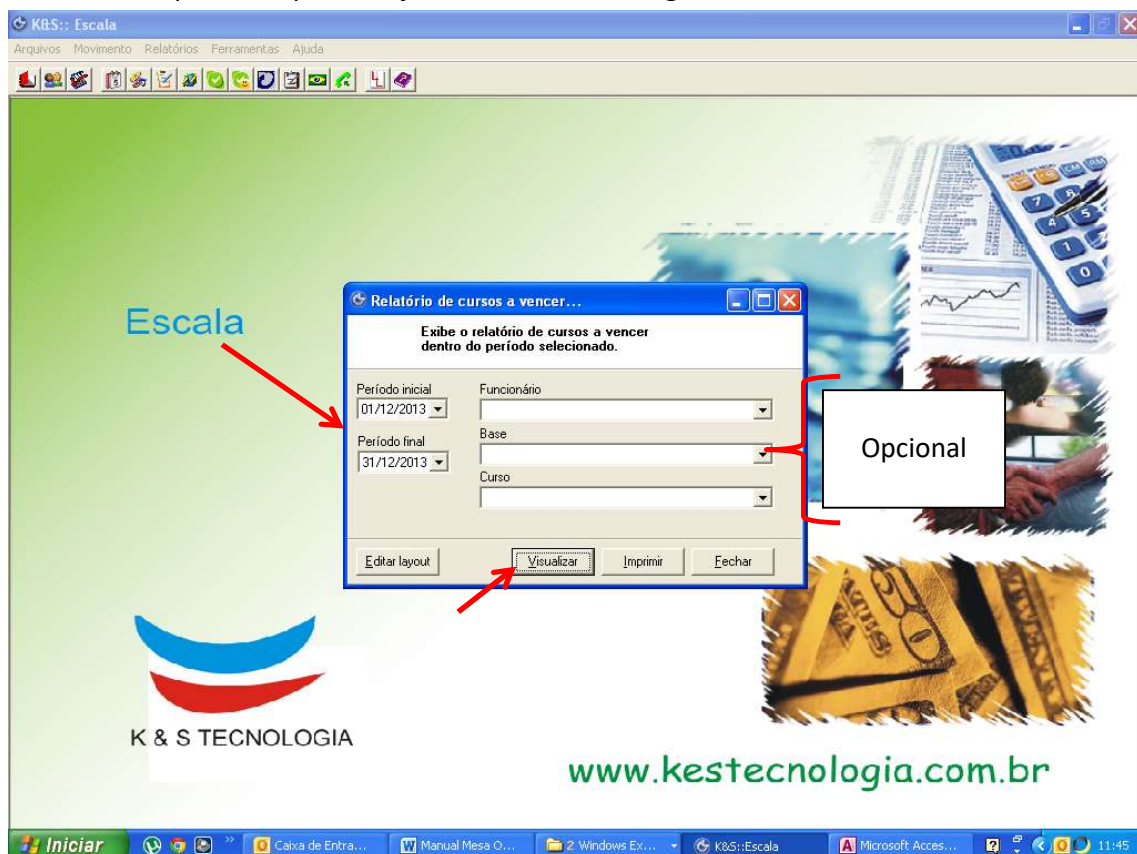 K&S:: Escala
Arquivos Movimento Relatórios Ferramentas Ajuda
Escala
Relatório de cursos a vencer...
Exibe o relatório de cursos a vencer
dentro do período selecionado.
Período inicial
01/12/2013
Funcionário
Período final
31/12/2013
Base
Curso
Opcional
Editar layout Visualizar Imprimir Fechar
K & S TECNOLOGIA
www.kestecnologia.com.br
Iniciar Caixa de Entra... Manual Mesa O... 2 Windows Ex... K&S::Escala Microsoft Acces... 11:45